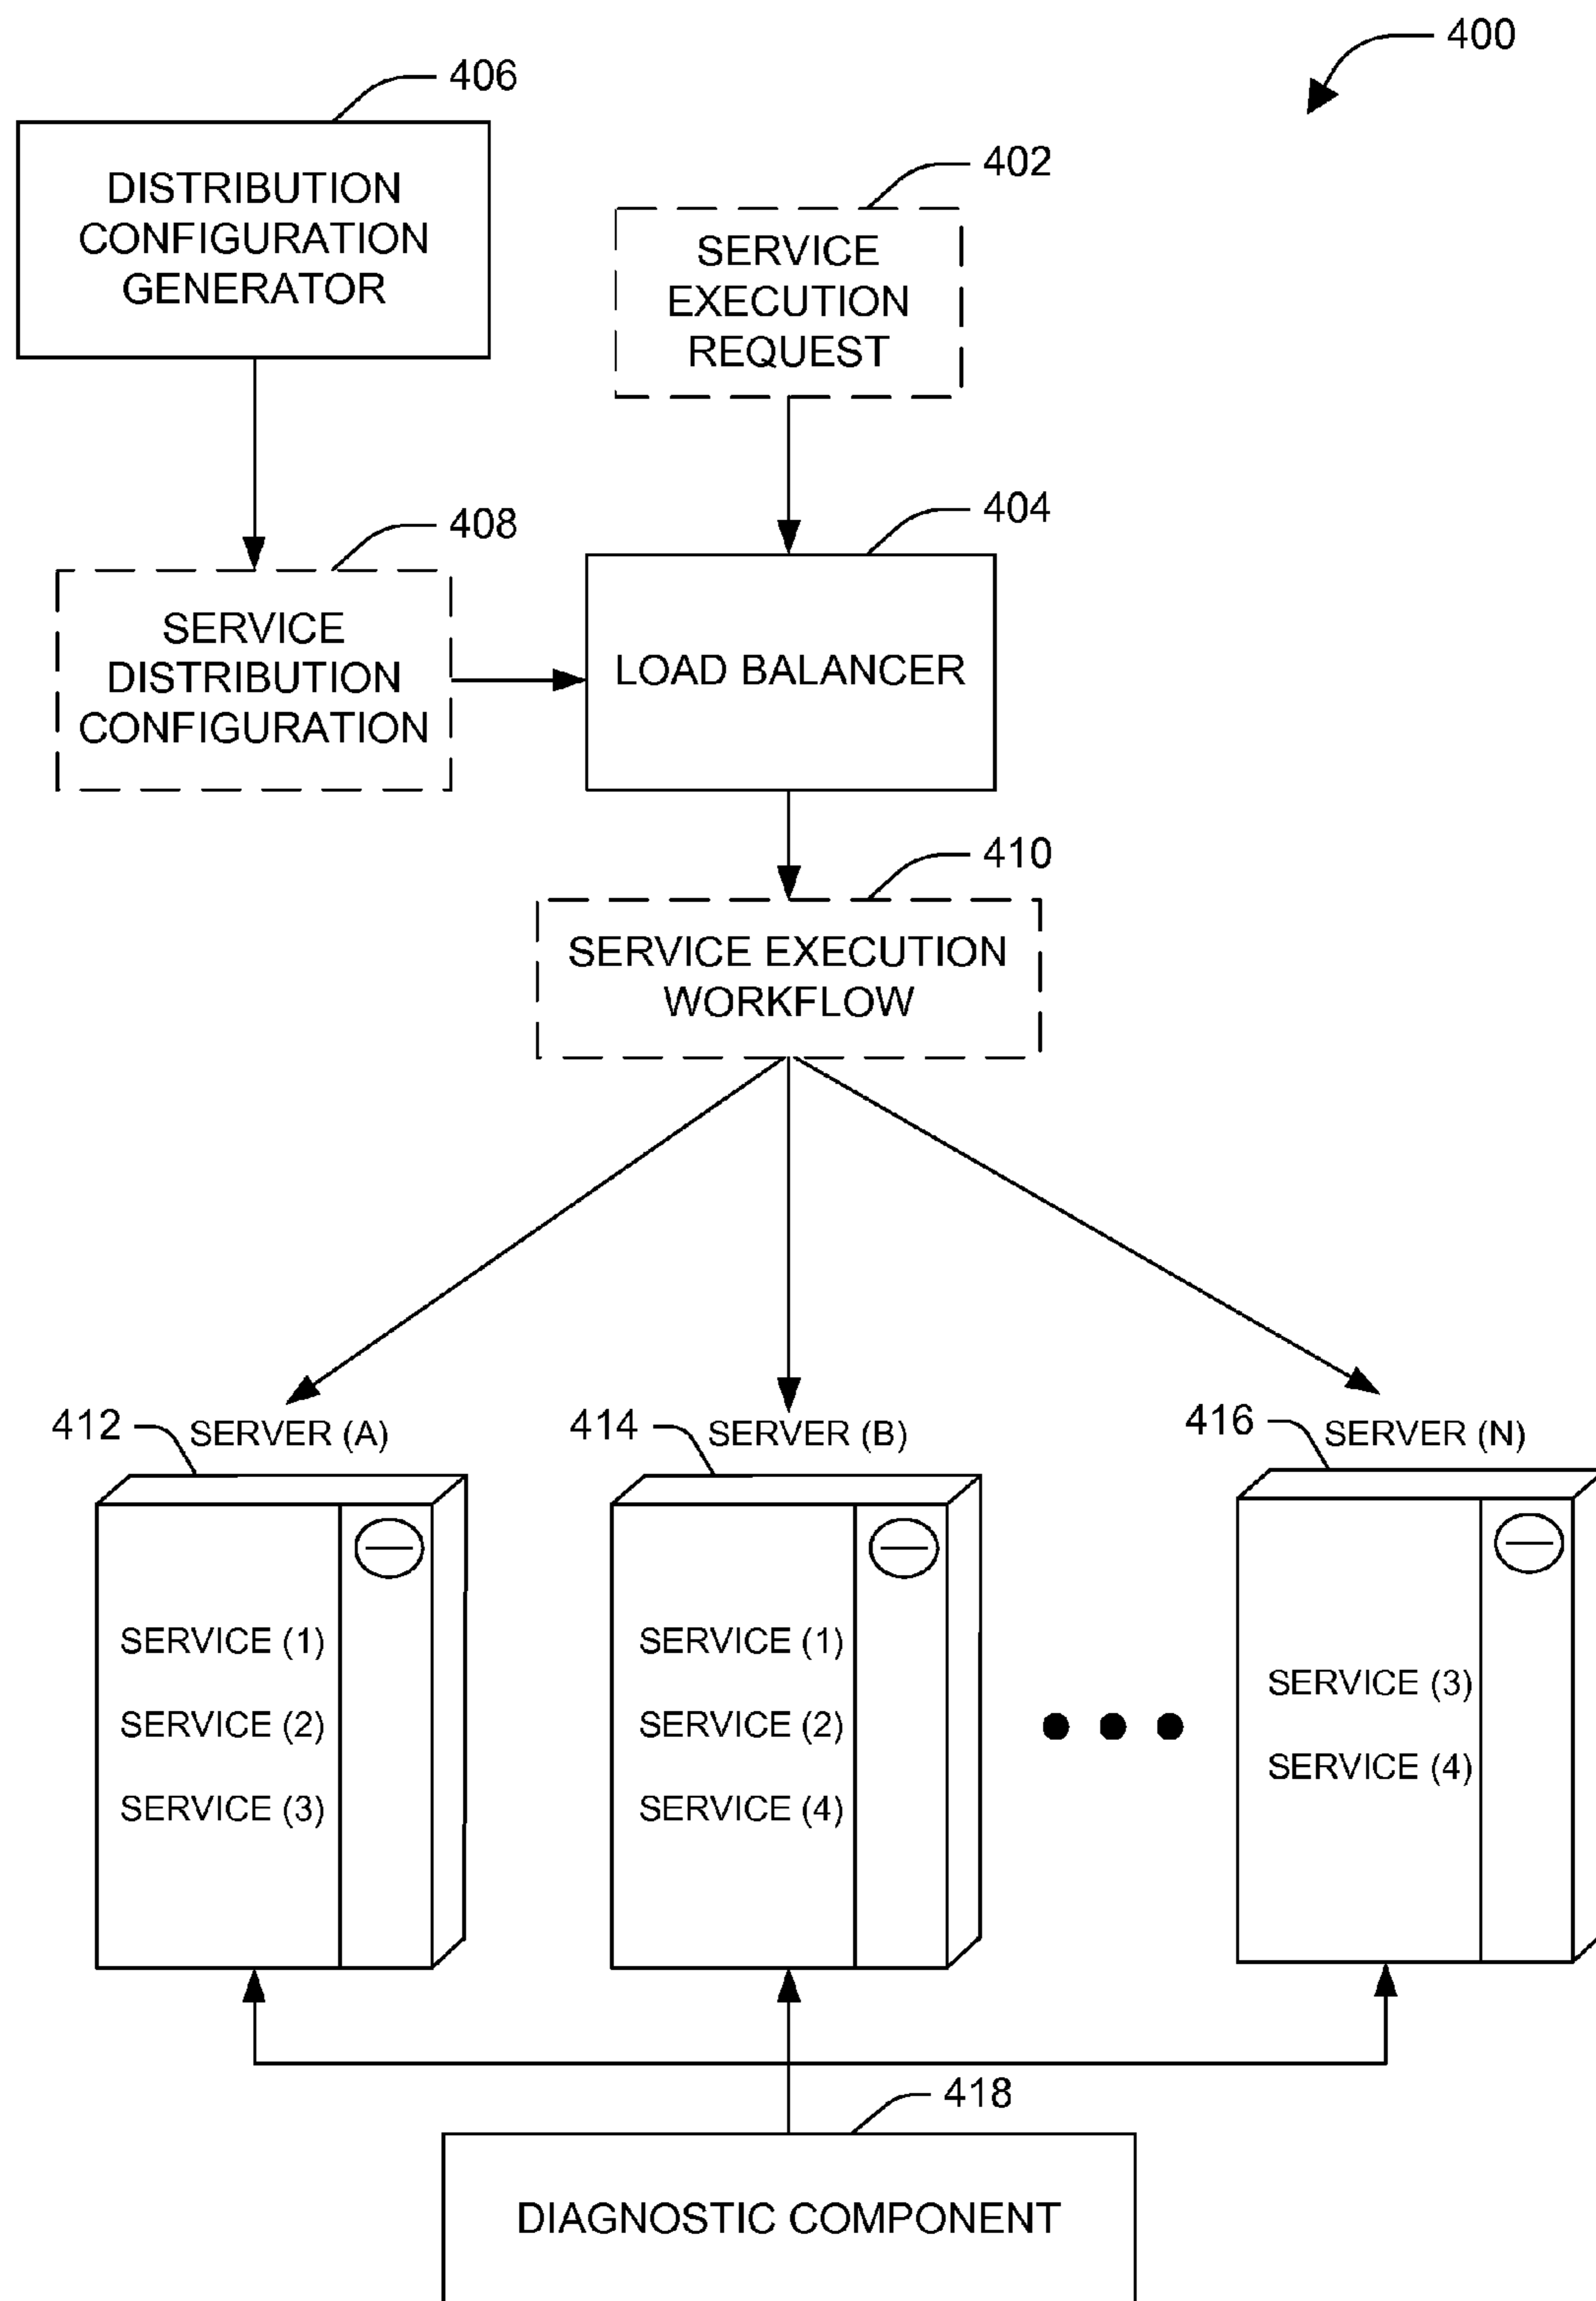 400
406
DISTRIBUTION
CONFIGURATION
GENERATOR
402
SERVICE
EXECUTION
REQUEST
408
SERVICE
DISTRIBUTION
CONFIGURATION
404
LOAD BALANCER
410
SERVICE EXECUTION
WORKFLOW
412
SERVER (A)
SERVICE (1)
SERVICE (2)
SERVICE (3)
414
SERVER (B)
SERVICE (1)
SERVICE (2)
SERVICE (4)
416
SERVER (N)
SERVICE (3)
SERVICE (4)
418
DIAGNOSTIC COMPONENT